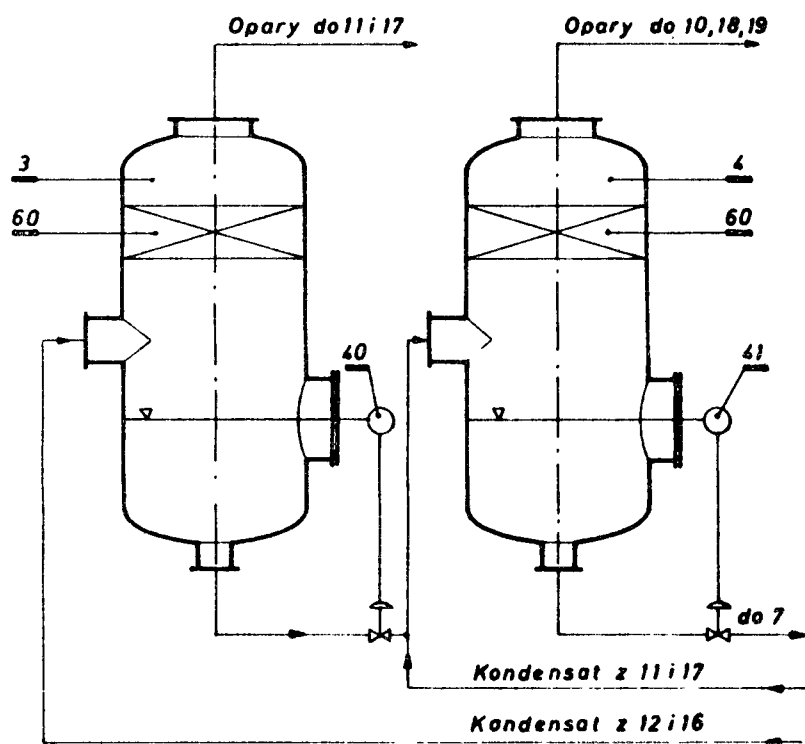 Opary do 11 i 17
Opary do 10,18,19
3
4
60
60
40
41
do 7
Kondensat z 11 i 17
Kondensat z 12 i 16